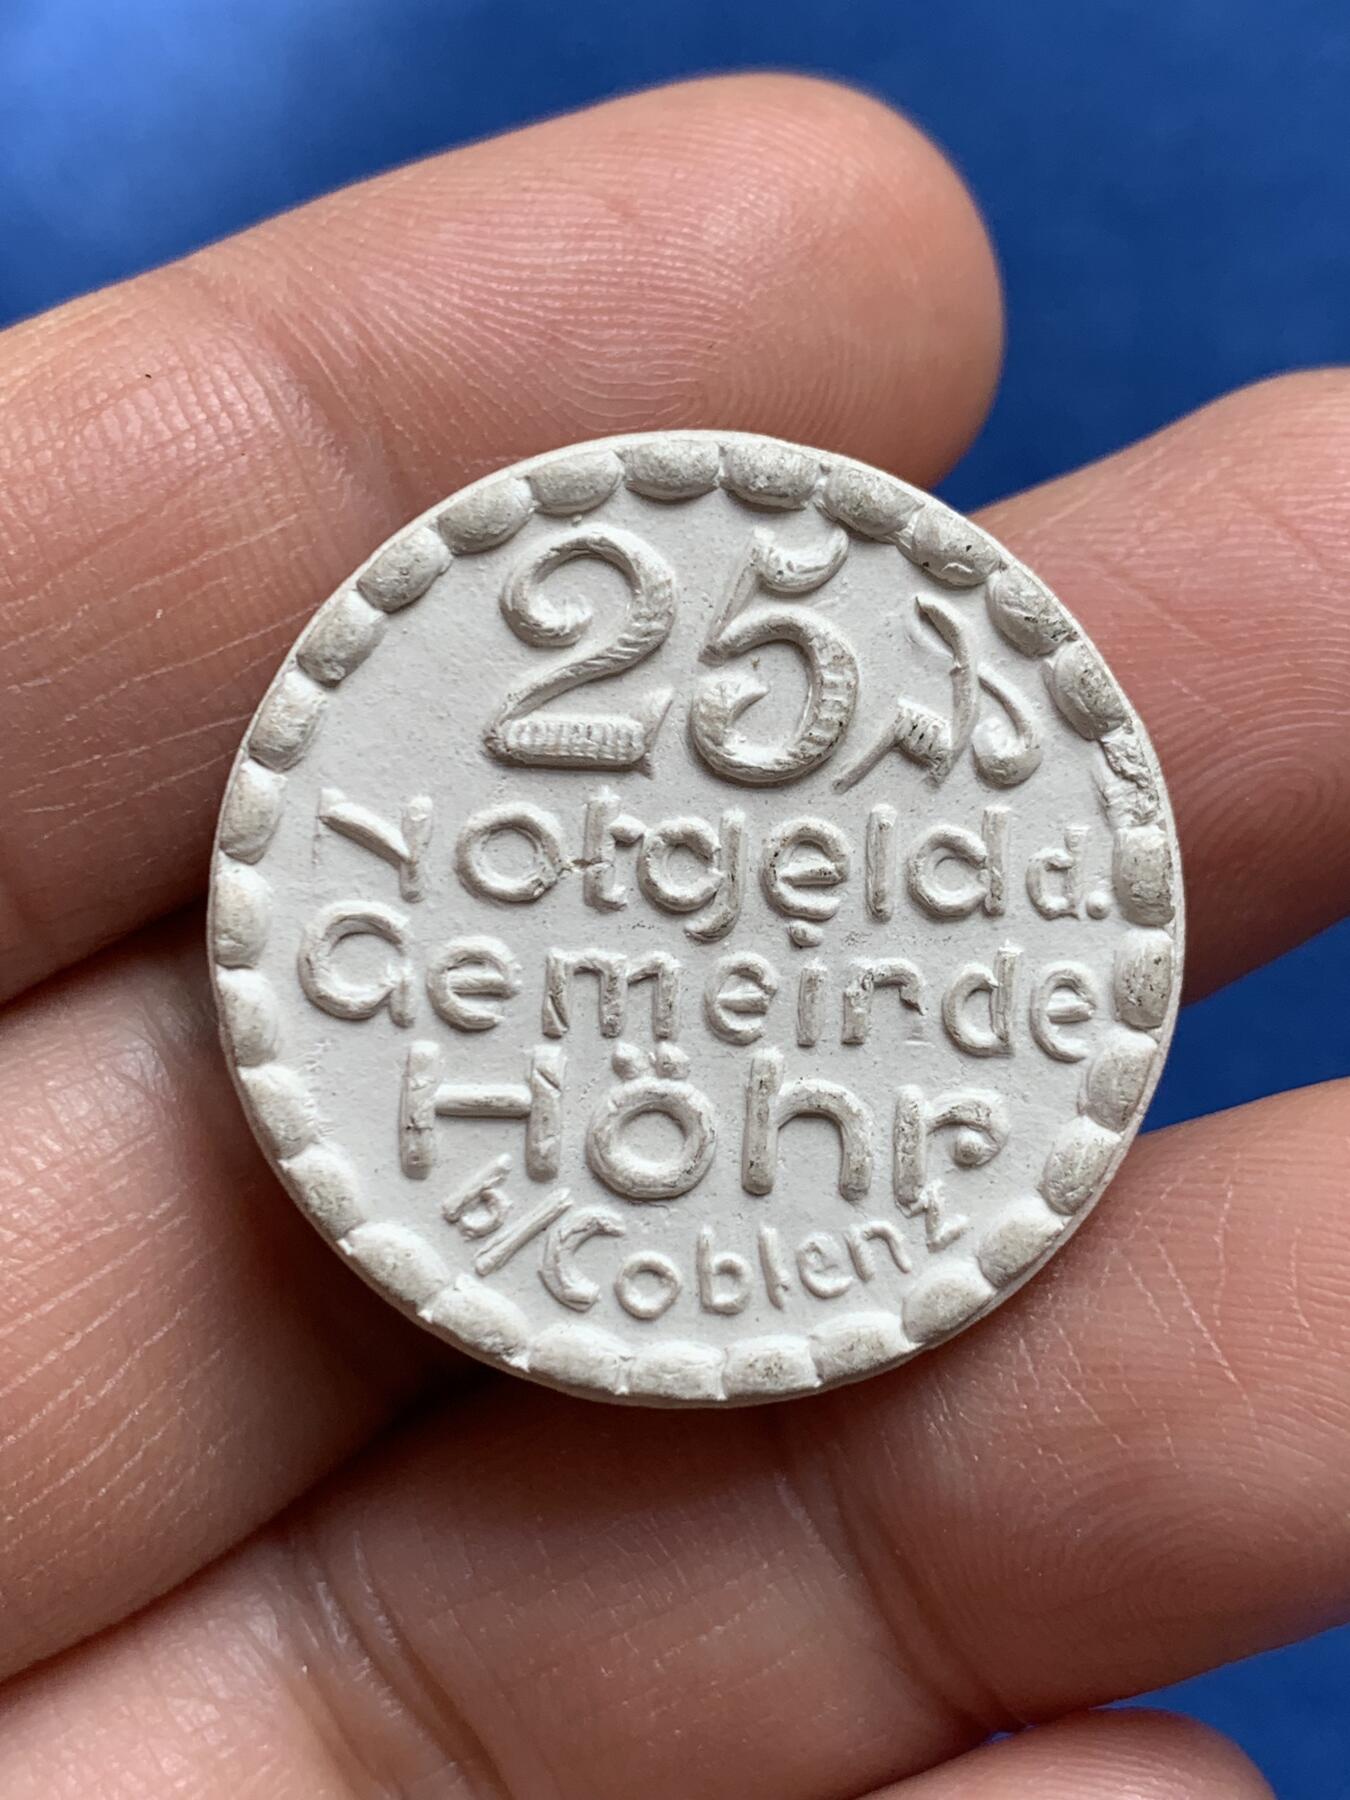 25 ₰
Notgeld d.
Gemeinde
Höhr
b/Coblenz